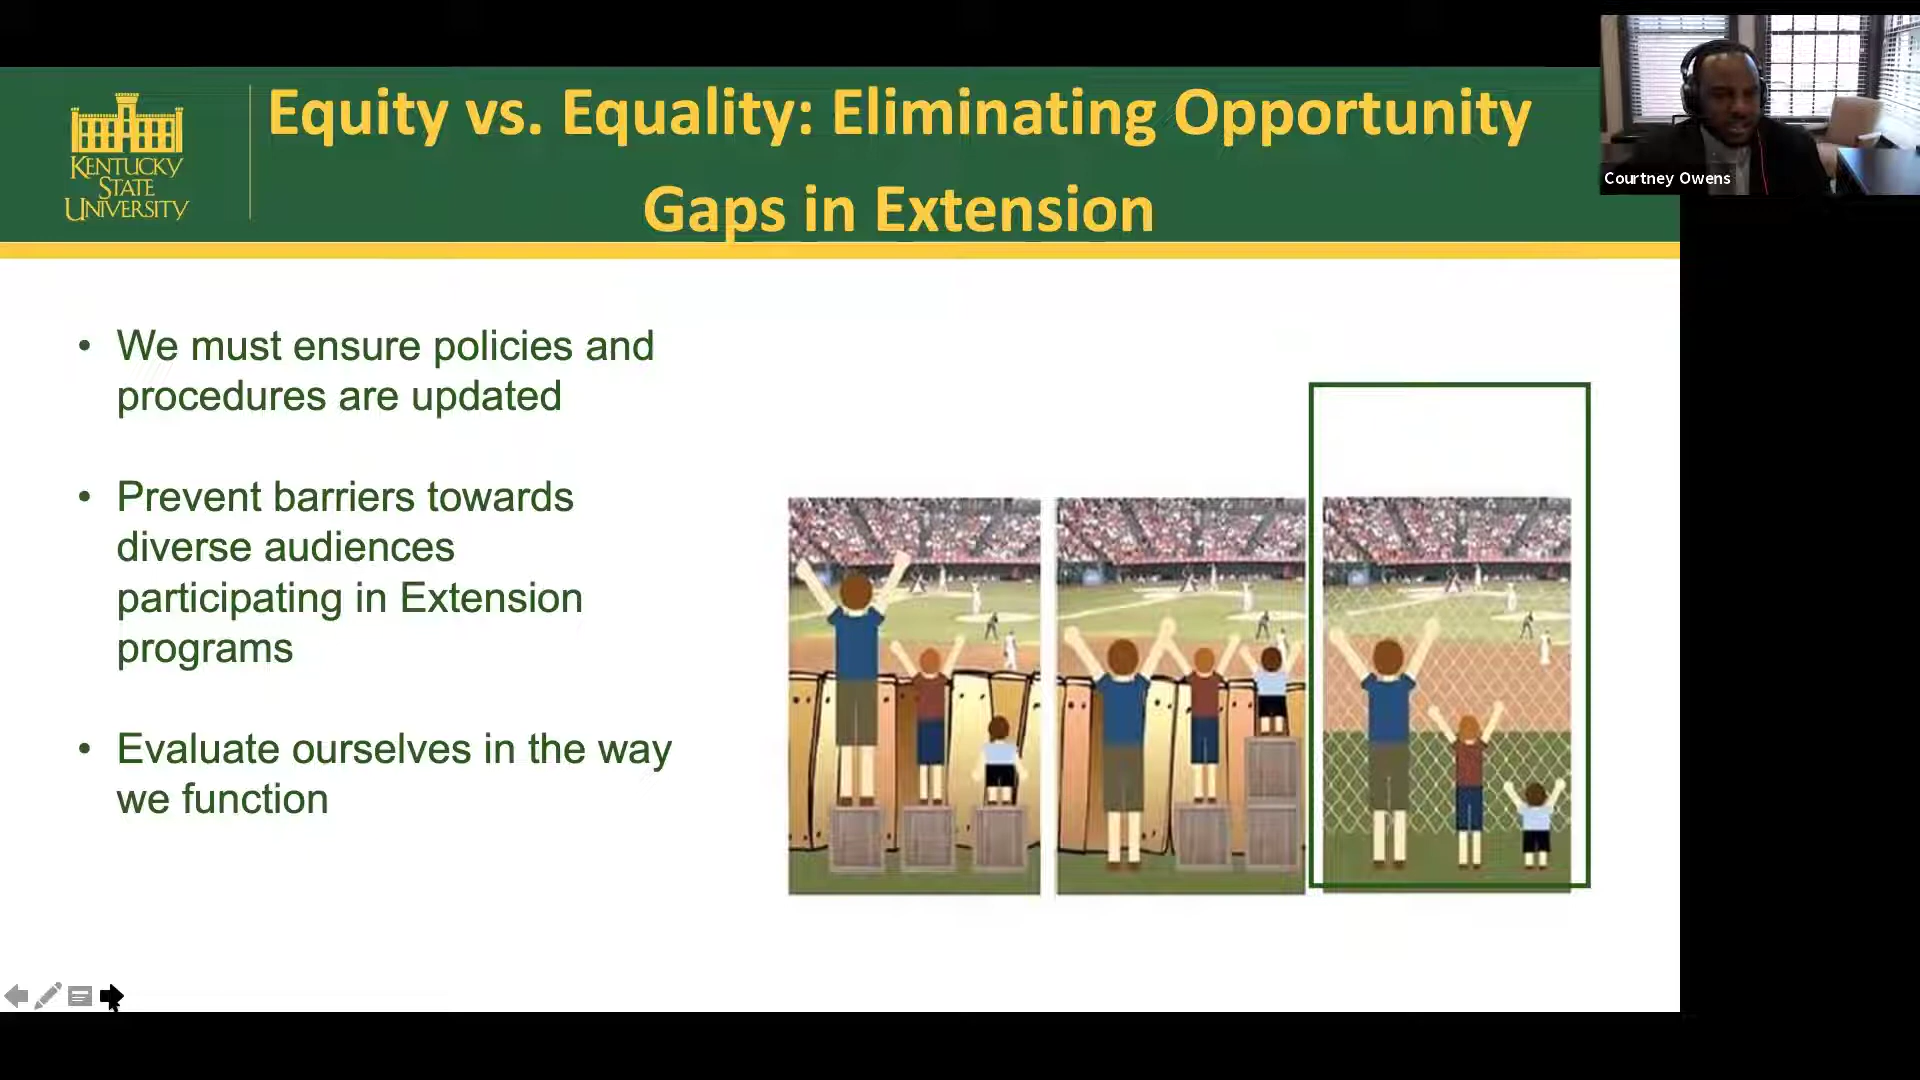 Equity vs. Equality: Eliminating Opportunity
Gaps in Extension
KENTUCKY
STATE
UNIVERSITY
Courtney Owens
• We must ensure policies and
procedures are updated
• Prevent barriers towards
diverse audiences
participating in Extension
programs
• Evaluate ourselves in the way
we function